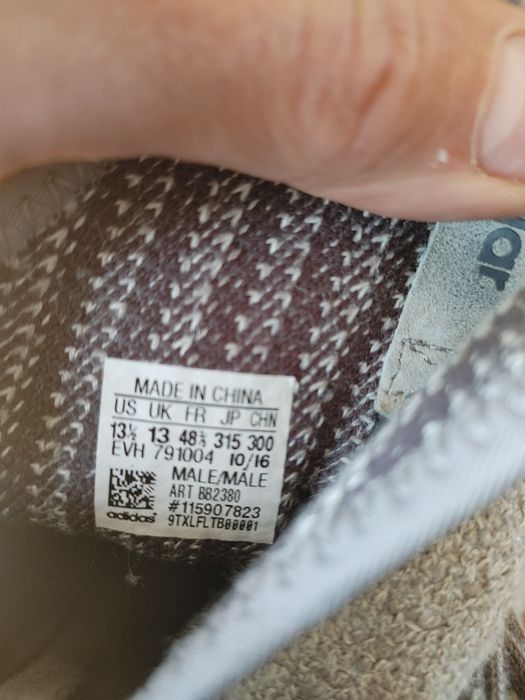 MADE IN CHINA
US UK FR JP CHN
13½ 13 48⅔ 315 300
EVH 791004 10/16
MALE/MALE
ART BB2380
#115907823
adidas
9TXLFLTB00001